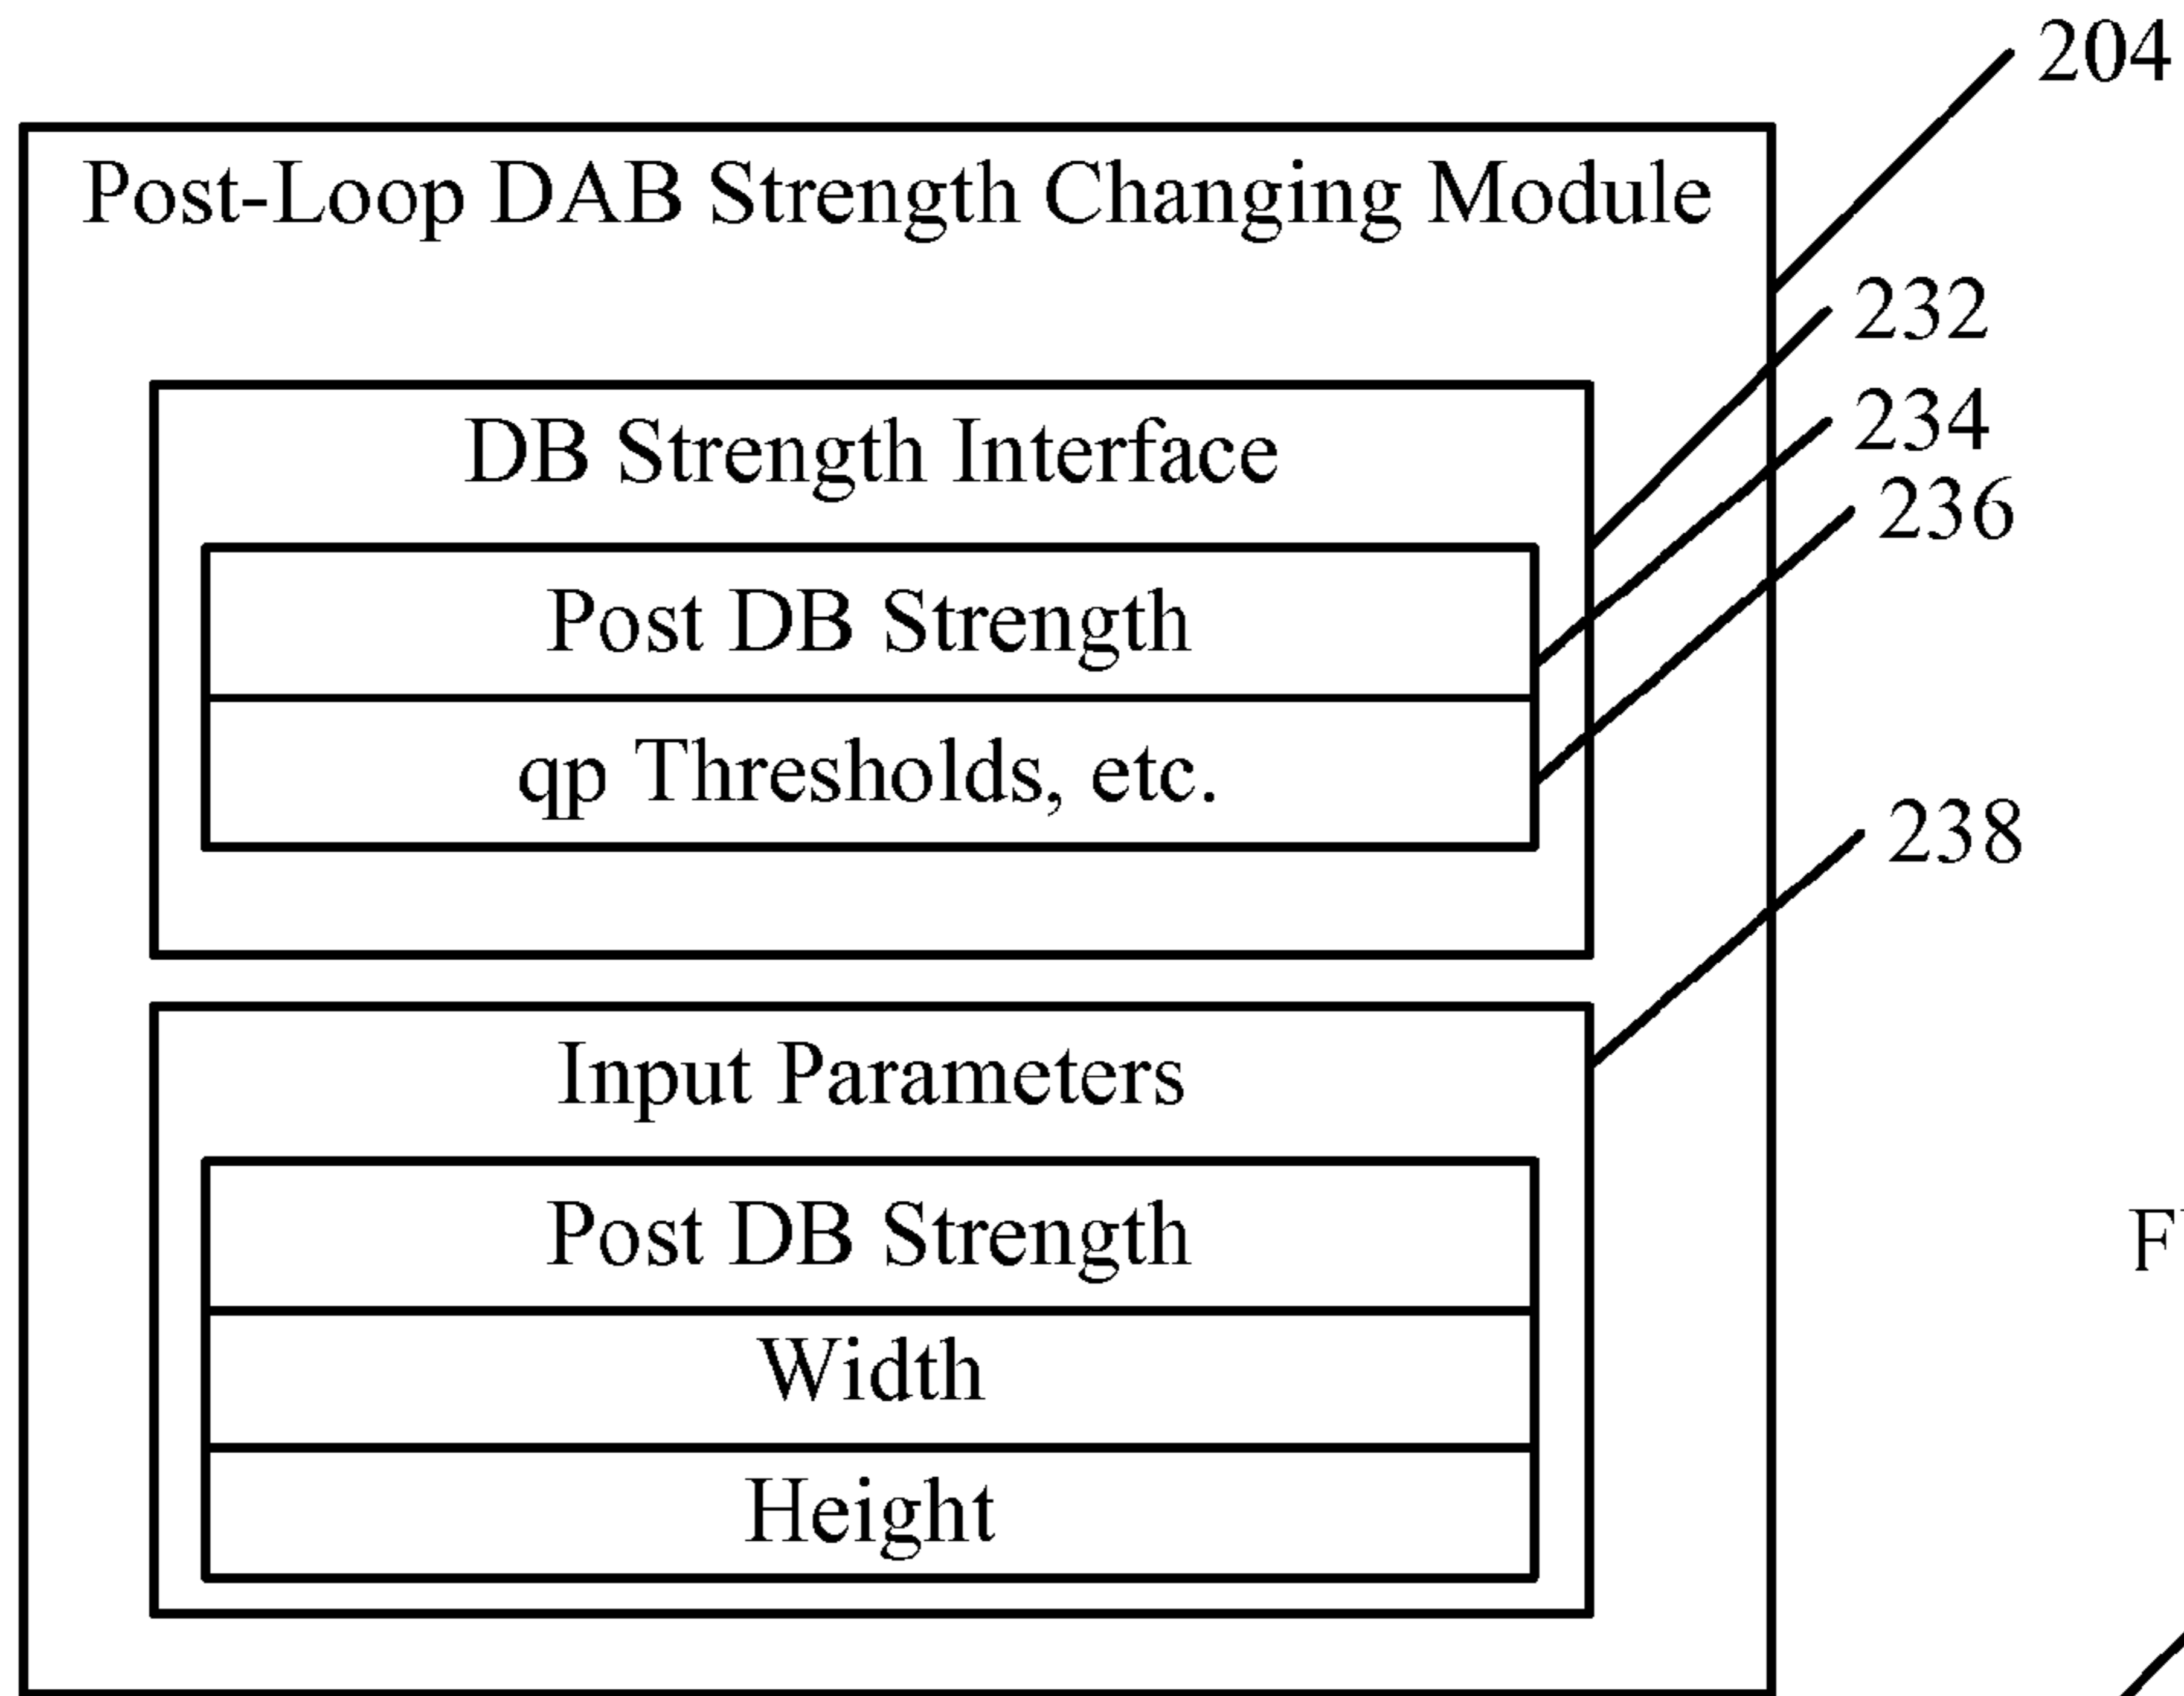 204
Post-Loop DAB Strength Changing Module
232
DB Strength Interface
234
236
Post DB Strength
qp Thresholds, etc.
238
Input Parameters
Post DB Strength
Width
Height